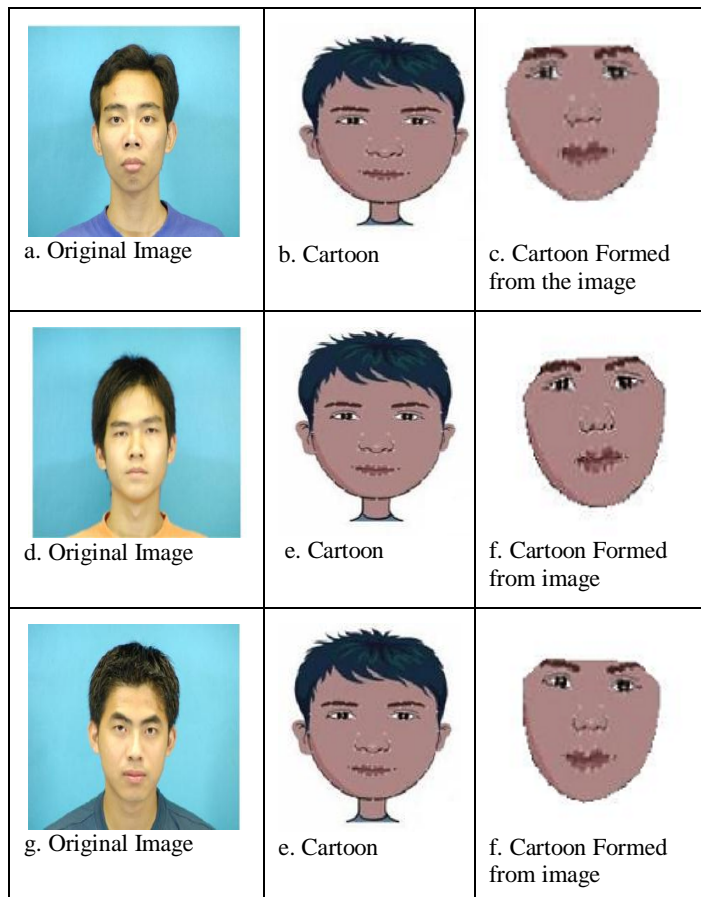 a. Original Image
b. Cartoon
c. Cartoon Formed
from the image
d. Original Image
e. Cartoon
f. Cartoon Formed
from image
g. Original Image
e. Cartoon
f. Cartoon Formed
from image